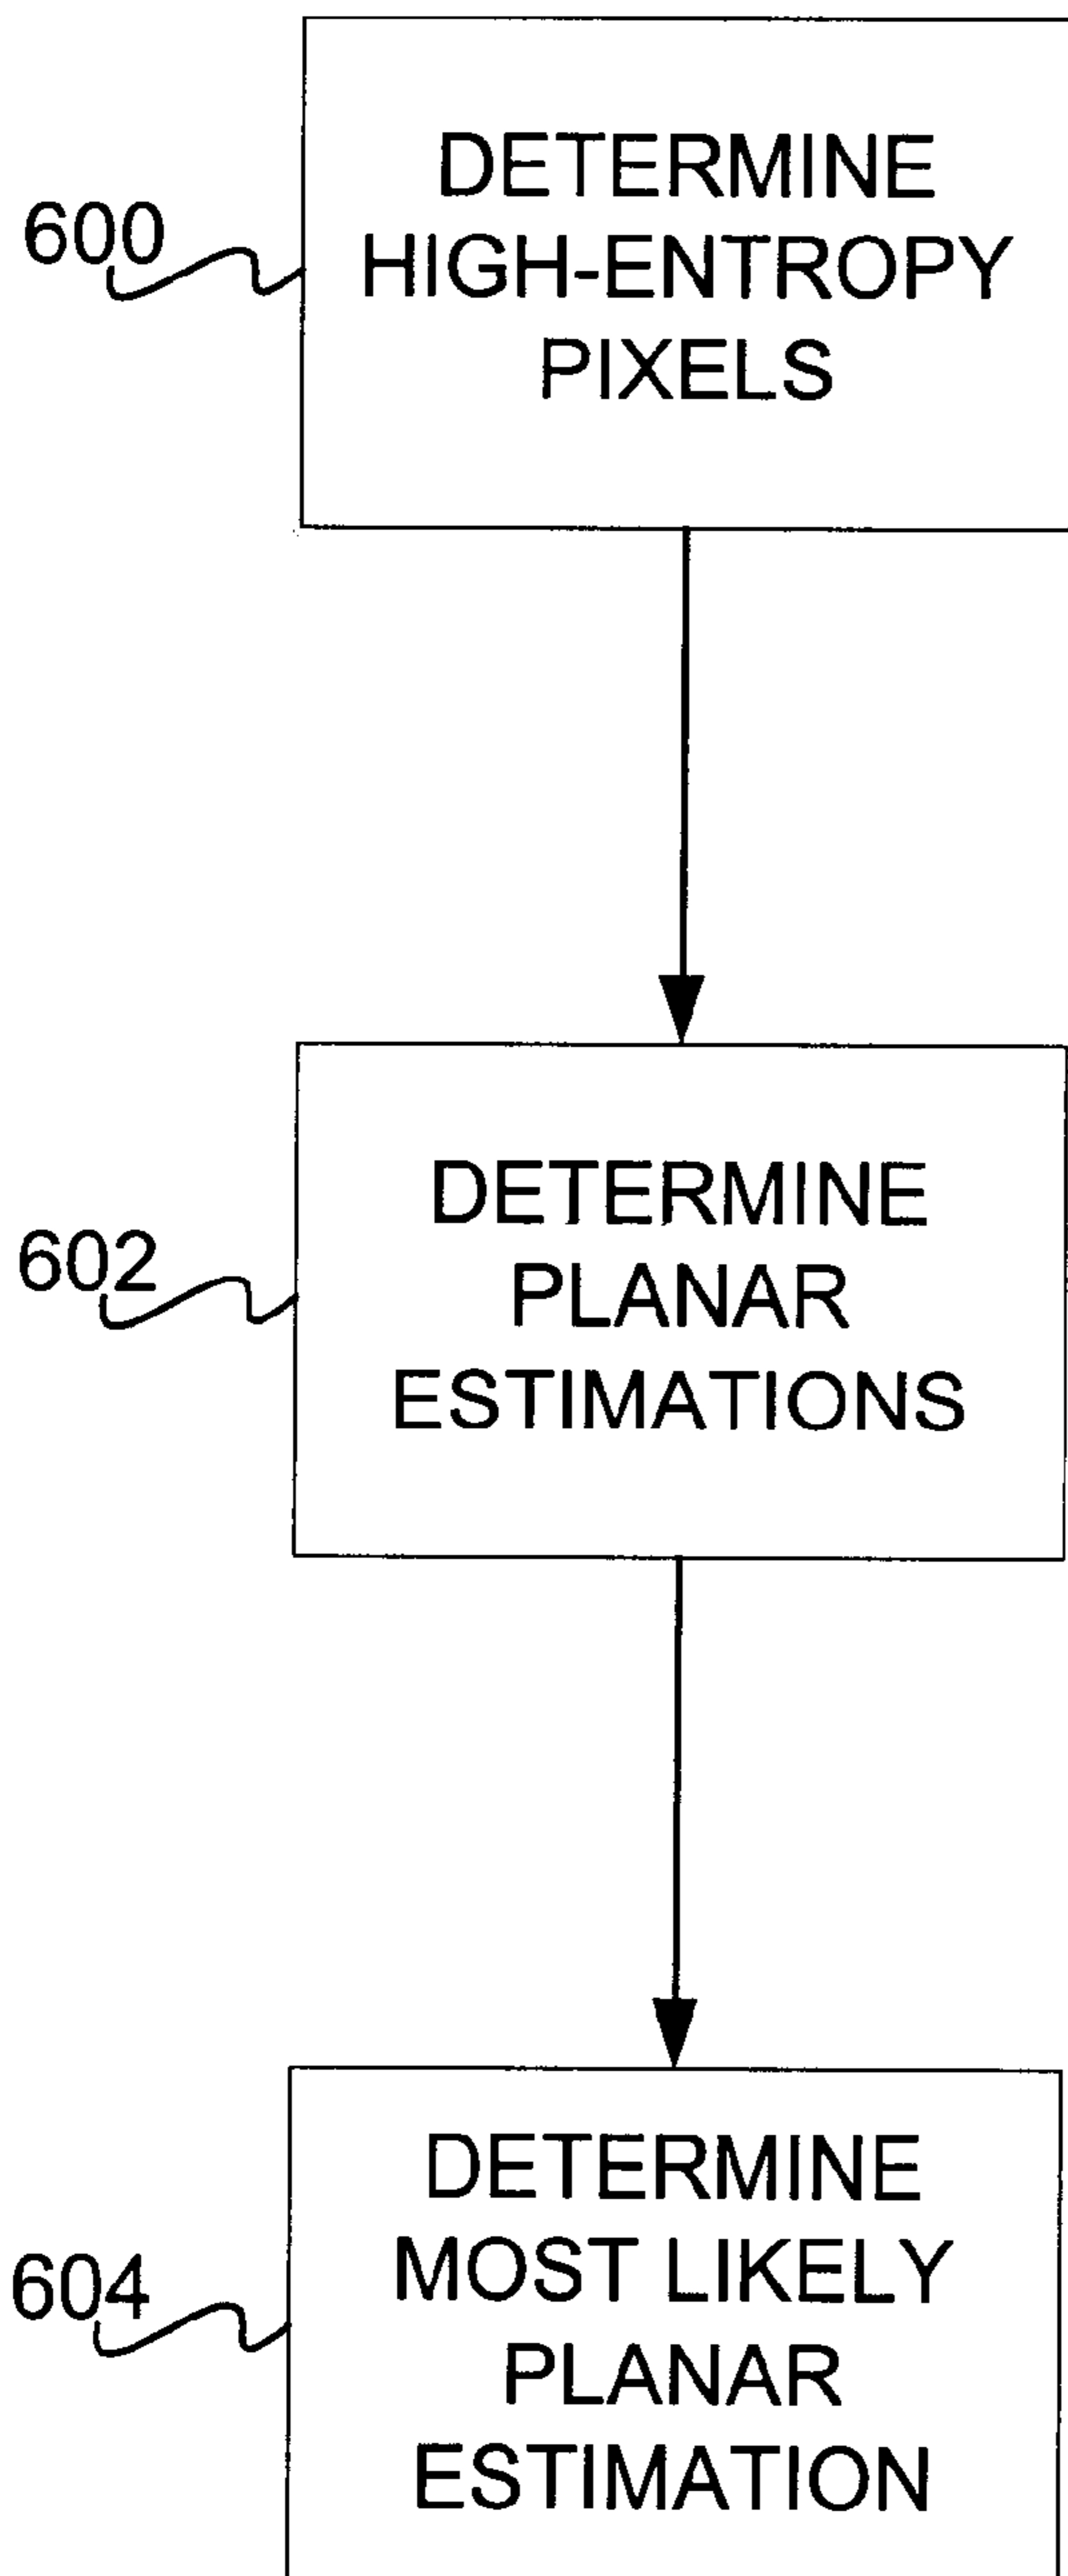 DETERMINE
600
HIGH-ENTROPY
PIXELS
DETERMINE
602
PLANAR
ESTIMATIONS
DETERMINE
604
MOST LIKELY
PLANAR
ESTIMATION